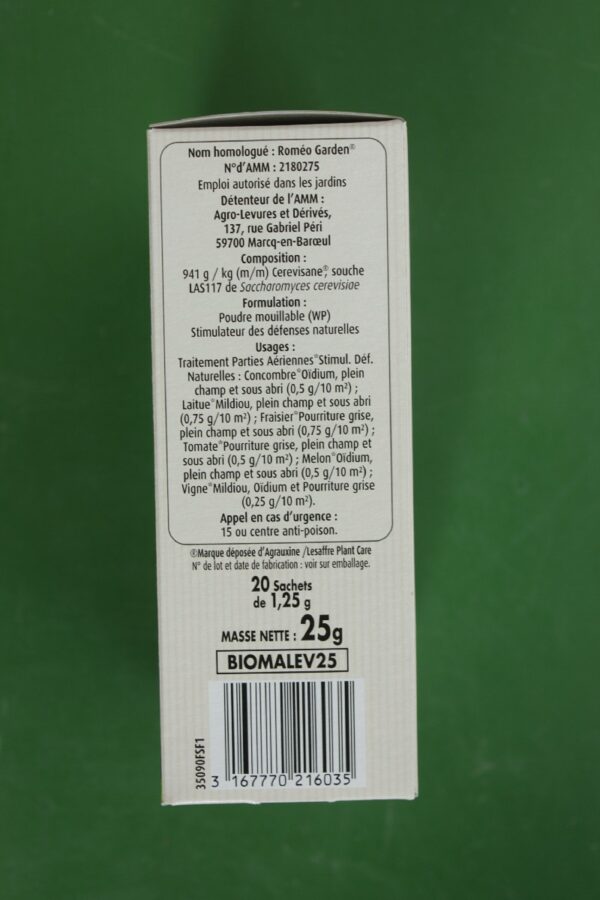 Nom homologué : Roméo Garden®
N°d'AMM : 2180275
Emploi autorisé dans les jardins
Détenteur de l'AMM :
Agro-Levures et Dérivés,
137, rue Gabriel Péri
59700 Marcq-en-Barœul
Composition :
941 g / kg (m/m) Cerevisane®, souche
LAS117 de Saccharomyces cerevisiae
Formulation :
Poudre mouillable (WP)
Stimulateur des défenses naturelles
Usages :
Traitement Parties Aériennes*Stimul. Déf.
Naturelles : Concombre*Oïdium, plein
champ et sous abri (0,5 g/10 m²) ;
Laitue*Mildiou, plein champ et sous abri
(0,75 g/10 m²) ; Fraisier*Pourriture grise,
plein champ et sous abri (0,75 g/10 m²) ;
Tomate*Pourriture grise, plein champ et
sous abri (0,5 g/10 m²) ; Melon*Oïdium,
plein champ et sous abri (0,5 g/10 m²) ;
Vigne*Mildiou, Oïdium et Pourriture grise
(0,25 g/10 m²).
Appel en cas d'urgence :
15 ou centre anti-poison.
®Marque déposée d'Agrauxine /Lesaffre Plant Care
N° de lot et date de fabrication : voir sur emballage.
20 Sachets
de 1,25 g
MASSE NETTE : 25g
BIOMALEV25
35090FSF1
3 167770 216035